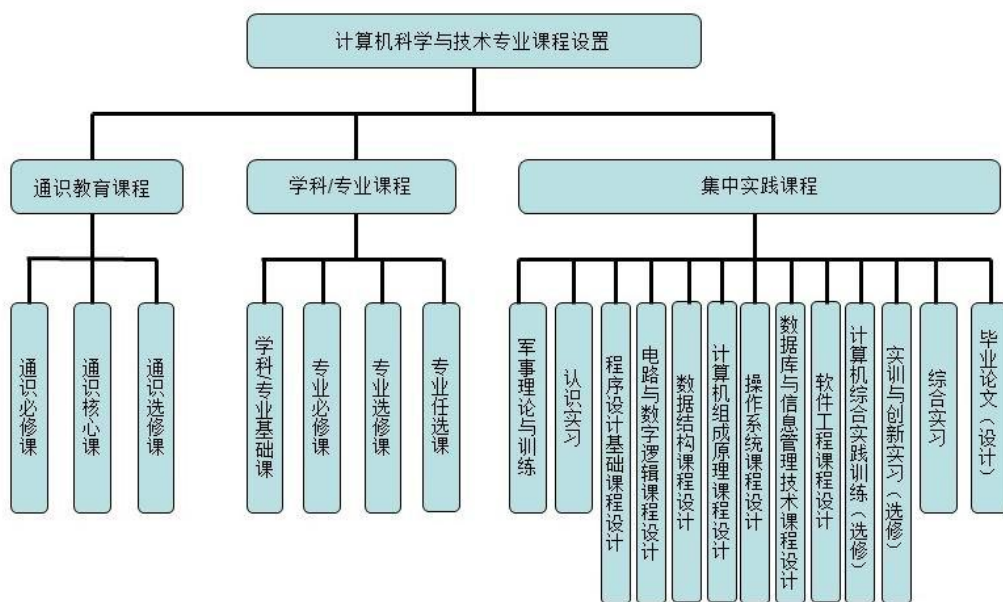 计算机科学与技术专业课程设置
通识教育课程
学科/专业课程
集中实践课程
通识必修课
通识核心课
通识选修课
学科/专业基础课
专业必修课
专业选修课
专业任选课
军事理论与训练
认识实习
程序设计基础课程设计
电路与数字逻辑课程设计
数据结构课程设计
计算机组成原理课程设计
操作系统课程设计
数据库与信息管理技术课程设计
软件工程课程设计
计算机综合实践训练（选修）
实训与创新实习（选修）
综合实习
毕业论文（设计）